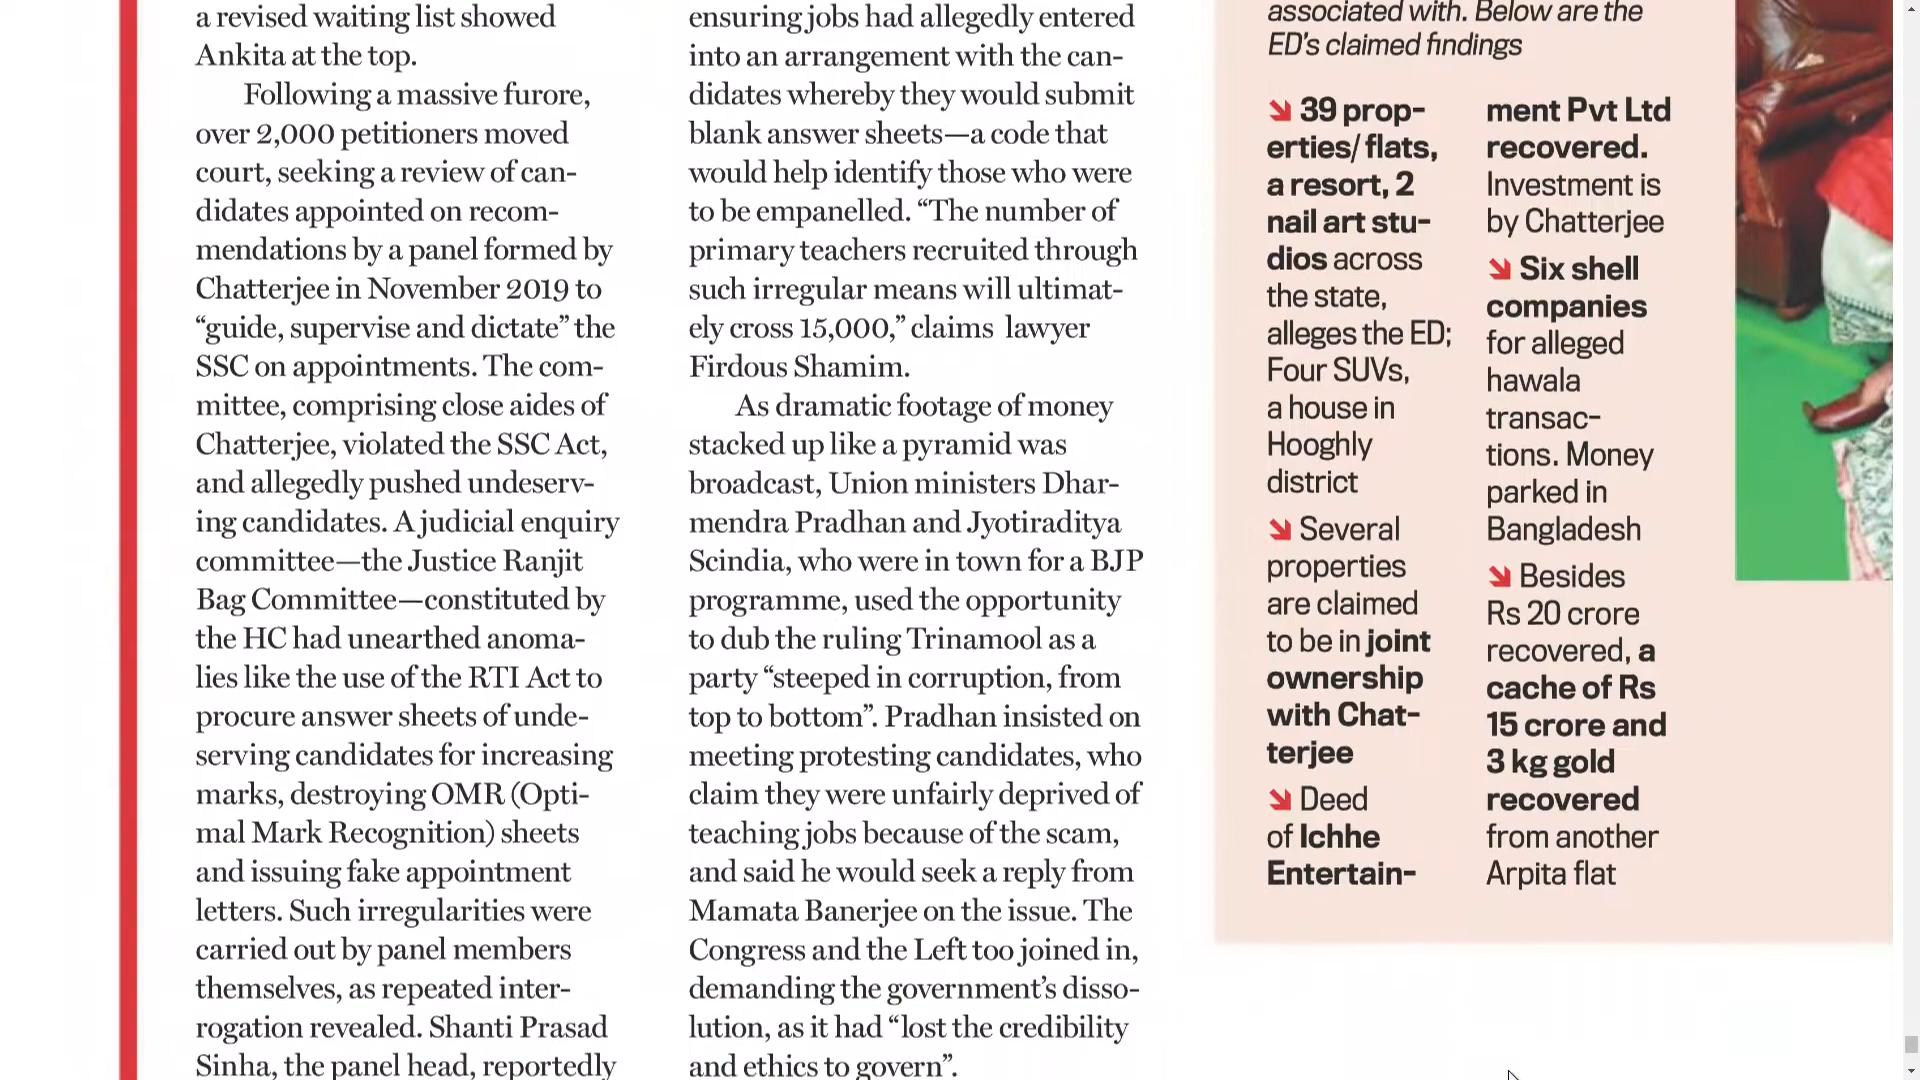 a revised waiting list showed
Ankita at the top.
Following a massive furore,
over 2,000 petitioners moved
court, seeking a review of can-
didates appointed on recom-
mendations by a panel formed by
Chatterjee in November 2019 to
“guide, supervise and dictate” the
SSC on appointments. The com-
mittee, comprising close aides of
Chatterjee, violated the SSC Act,
and allegedly pushed undeserv-
ing candidates. A judicial enquiry
committee—the Justice Ranjit
Bag Committee—constituted by
the HC had unearthed anoma-
lies like the use of the RTI Act to
procure answer sheets of unde-
serving candidates for increasing
marks, destroying OMR (Opti-
mal Mark Recognition) sheets
and issuing fake appointment
letters. Such irregularities were
carried out by panel members
themselves, as repeated inter-
rogation revealed. Shanti Prasad
Sinha, the panel head, reportedly
ensuring jobs had allegedly entered
into an arrangement with the can-
didates whereby they would submit
blank answer sheets—a code that
would help identify those who were
to be empanelled. “The number of
primary teachers recruited through
such irregular means will ultimat-
ely cross 15,000,” claims lawyer
Firdous Shamim.
As dramatic footage of money
stacked up like a pyramid was
broadcast, Union ministers Dhar-
mendra Pradhan and Jyotiraditya
Scindia, who were in town for a BJP
programme, used the opportunity
to dub the ruling Trinamool as a
party “steeped in corruption, from
top to bottom”. Pradhan insisted on
meeting protesting candidates, who
claim they were unfairly deprived of
teaching jobs because of the scam,
and said he would seek a reply from
Mamata Banerjee on the issue. The
Congress and the Left too joined in,
demanding the government’s disso-
lution, as it had “lost the credibility
and ethics to govern”.
associated with. Below are the
ED’s claimed findings
39 prop-
erties/ flats,
a resort, 2
nail art stu-
dios across
the state,
alleges the ED;
Four SUVs,
a house in
Hooghly
district
Several
properties
are claimed
to be in joint
ownership
with Chat-
terjee
Deed
of Ichhe
Entertain-
ment Pvt Ltd
recovered.
Investment is
by Chatterjee
Six shell
companies
for alleged
hawala
transac-
tions. Money
parked in
Bangladesh
Besides
Rs 20 crore
recovered, a
cache of Rs
15 crore and
3 kg gold
recovered
from another
Arpita flat